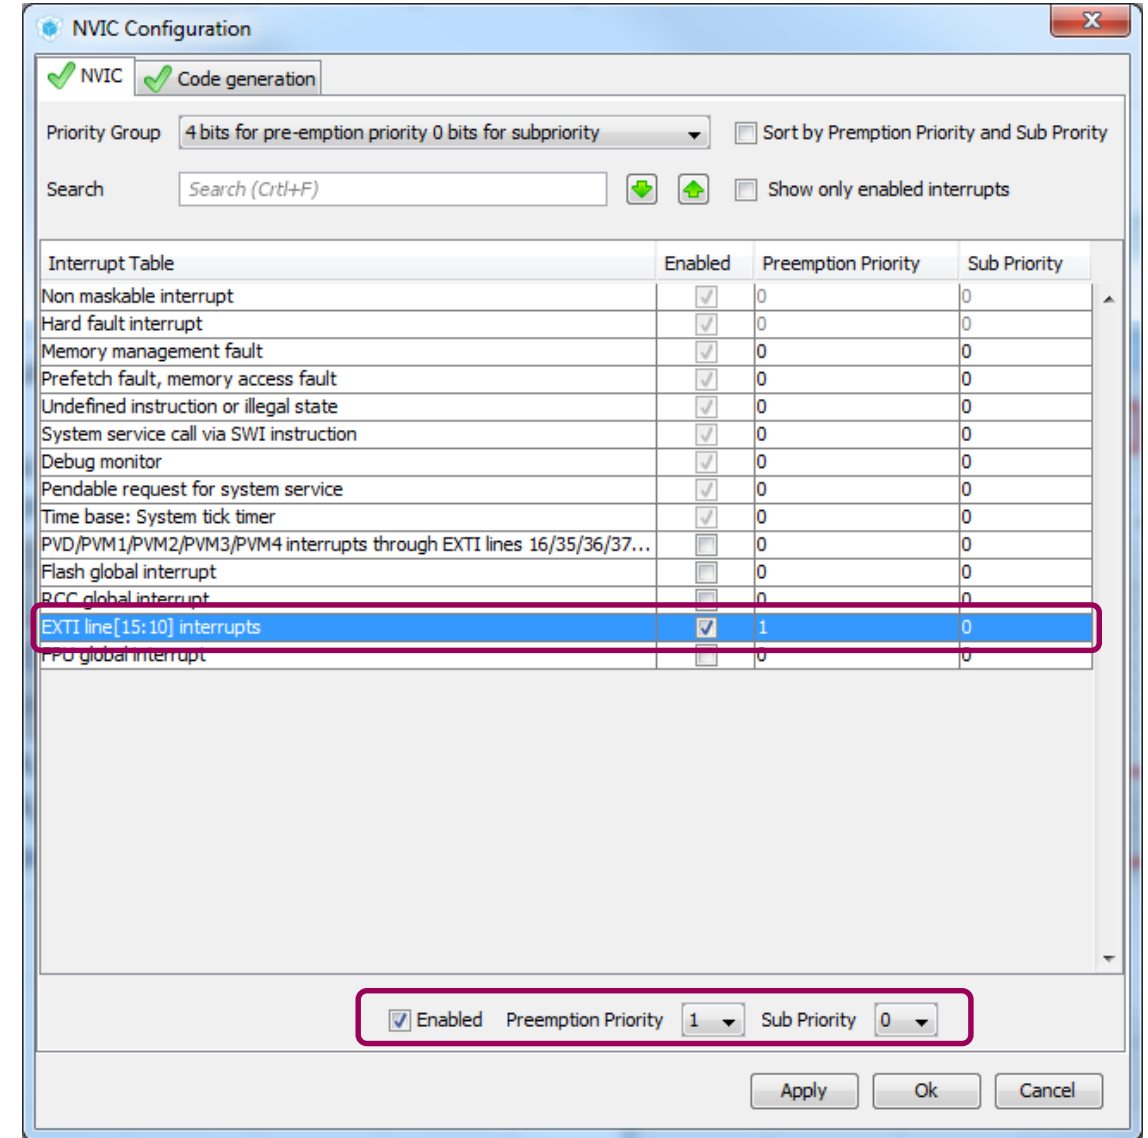 NVIC Configuration
NVIC Code generation
Priority Group 4 bits for pre-emption priority 0 bits for subpriority Sort by Premption Priority and Sub Prority
Search Search (Crtl+F) Show only enabled interrupts
Interrupt Table Enabled Preemption Priority Sub Priority
Non maskable interrupt 0 0
Hard fault interrupt 0 0
Memory management fault 0 0
Prefetch fault, memory access fault 0 0
Undefined instruction or illegal state 0 0
System service call via SWI instruction 0 0
Debug monitor 0 0
Pendable request for system service 0 0
Time base: System tick timer 0 0
PVD/PVM1/PVM2/PVM3/PVM4 interrupts through EXTI lines 16/35/36/37... 0 0
Flash global interrupt 0 0
RCC global interrupt 0 0
EXTI line[15:10] interrupts 1 0
FPU global interrupt 0 0
Enabled Preemption Priority 1 Sub Priority 0
Apply Ok Cancel